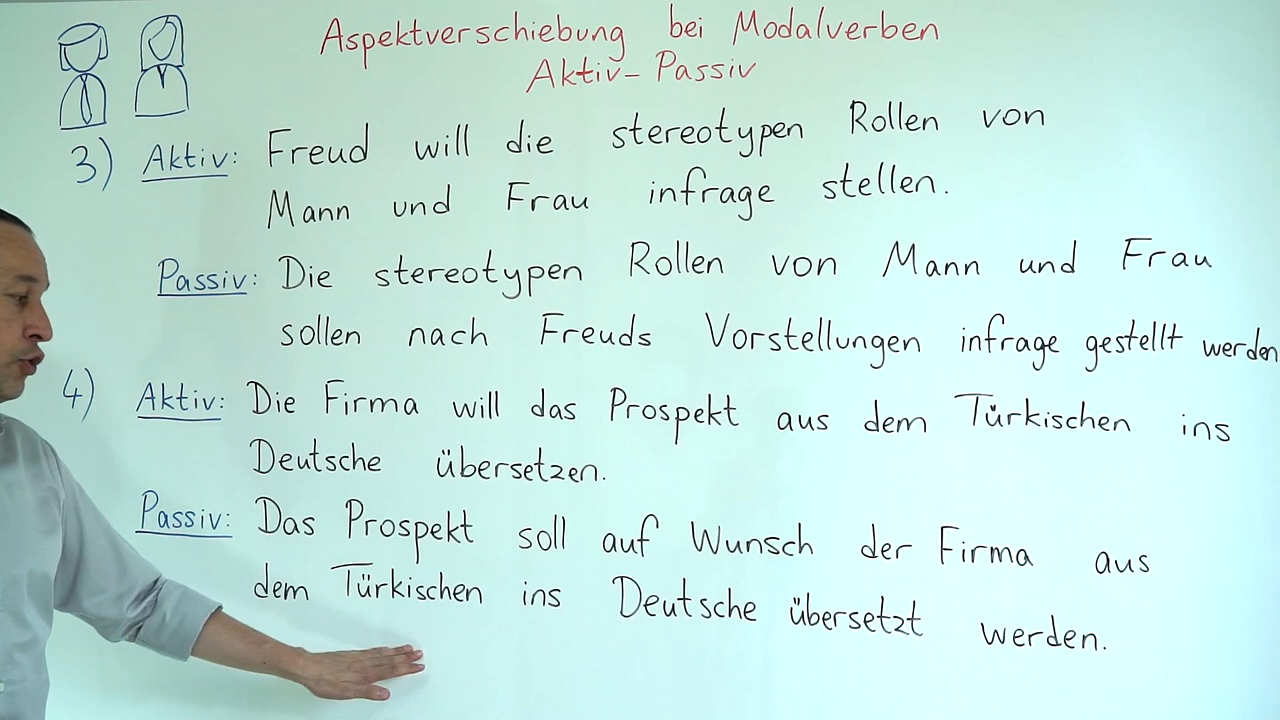 Aspektverschiebung bei Modalverben
Aktiv- Passiv
3) Aktiv: Freud will die stereotypen Rollen von
Mann und Frau infrage stellen.
Passiv: Die stereotypen Rollen von Mann und Frau
sollen nach Freuds Vorstellungen infrage gestellt werden
4) Aktiv: Die Firma will das Prospekt aus dem Türkischen ins
Deutsche übersetzen.
Passiv: Das Prospekt soll auf Wunsch der Firma aus
dem Türkischen ins Deutsche übersetzt werden.